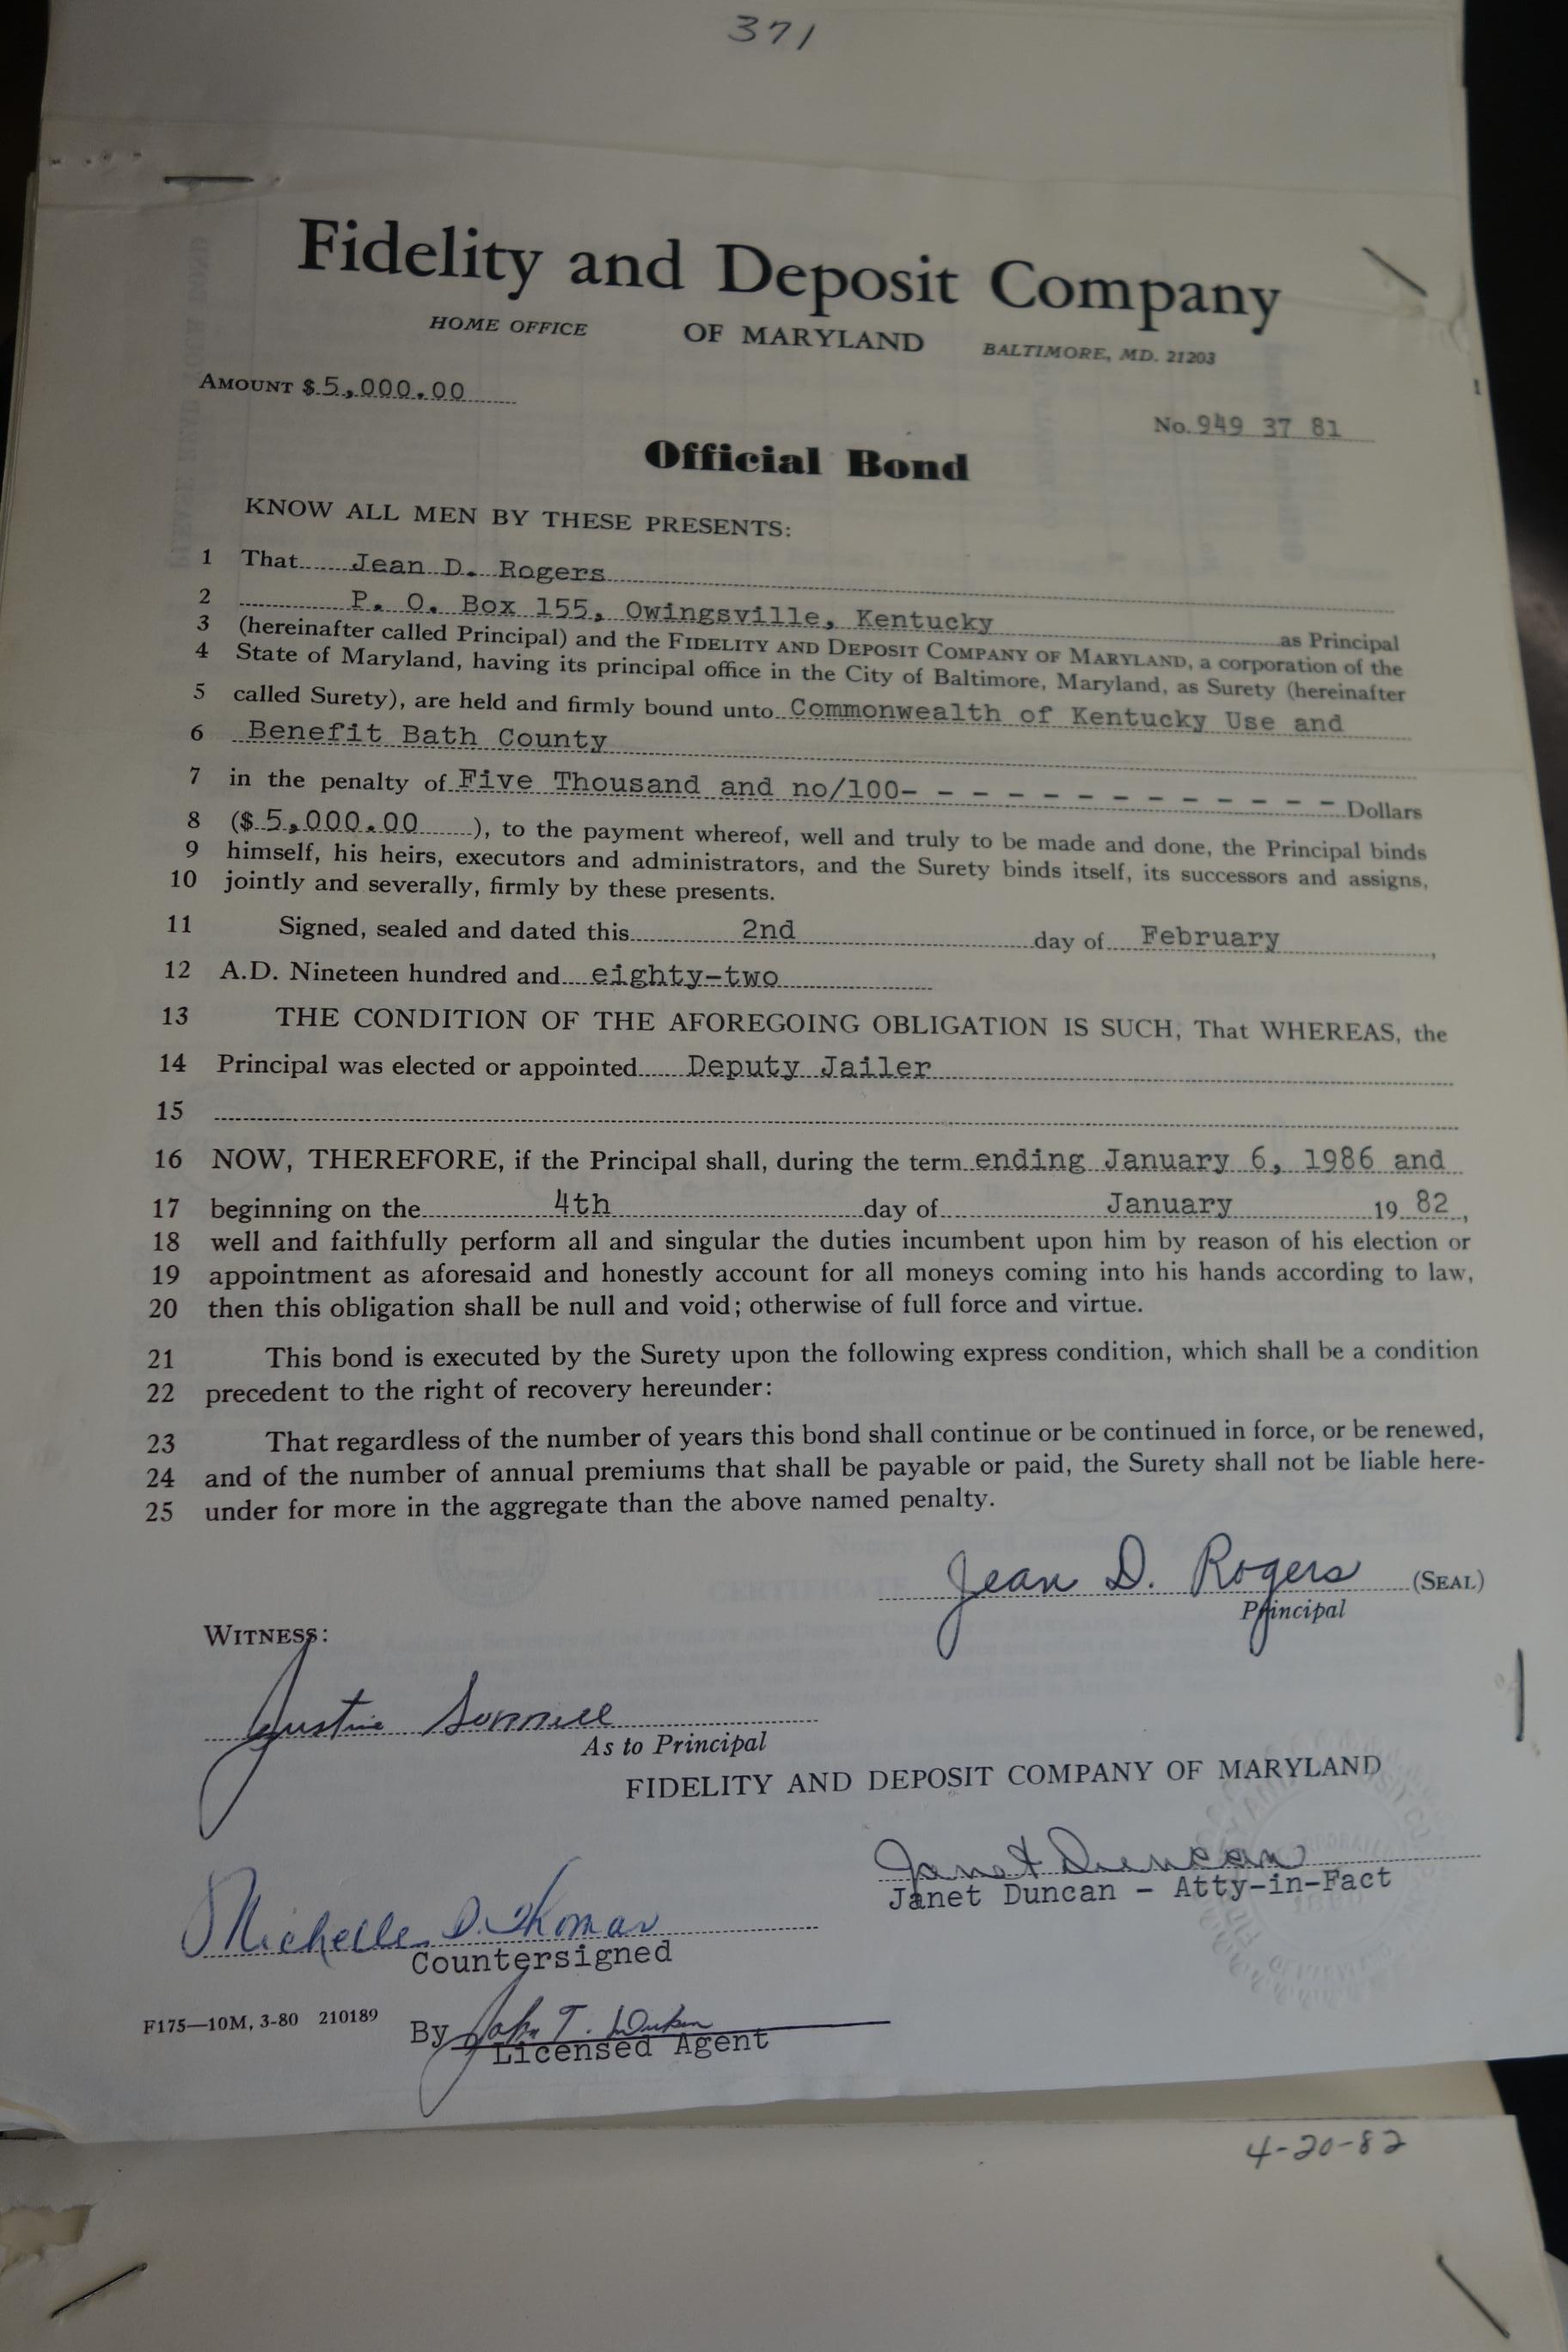 371
Fidelity and Deposit Company
HOME OFFICE OF MARYLAND BALTIMORE, MD. 21203
AMOUNT $ 5,000.00
No. 949 37 81
Official Bond
KNOW ALL MEN BY THESE PRESENTS:
1 That Jean D. Rogers
2 P. O. Box 155, Owingsville, Kentucky
3 (hereinafter called Principal) and the FIDELITY AND DEPOSIT COMPANY OF MARYLAND, a corporation of the as Principal
4 State of Maryland, having its principal office in the City of Baltimore, Maryland, as Surety (hereinafter
5 called Surety), are held and firmly bound unto Commonwealth of Kentucky Use and
6 Benefit Bath County
7 in the penalty of Five Thousand and no/100- - - - - - - - - - - - - Dollars
8 ($ 5,000.00 ), to the payment whereof, well and truly to be made and done, the Principal binds
9 himself, his heirs, executors and administrators, and the Surety binds itself, its successors and assigns,
10 jointly and severally, firmly by these presents.
11 Signed, sealed and dated this 2nd day of February ,
12 A.D. Nineteen hundred and eighty-two
13 THE CONDITION OF THE AFOREGOING OBLIGATION IS SUCH, That WHEREAS, the
14 Principal was elected or appointed Deputy Jailer
15
16 NOW, THEREFORE, if the Principal shall, during the term ending January 6, 1986 and
17 beginning on the 4th day of January 19 82,
18 well and faithfully perform all and singular the duties incumbent upon him by reason of his election or
19 appointment as aforesaid and honestly account for all moneys coming into his hands according to law,
20 then this obligation shall be null and void; otherwise of full force and virtue.
21 This bond is executed by the Surety upon the following express condition, which shall be a condition
22 precedent to the right of recovery hereunder:
23 That regardless of the number of years this bond shall continue or be continued in force, or be renewed,
24 and of the number of annual premiums that shall be payable or paid, the Surety shall not be liable here-
25 under for more in the aggregate than the above named penalty.
Jean D. Rogers (SEAL)
Principal
WITNESS:
As to Principal
FIDELITY AND DEPOSIT COMPANY OF MARYLAND
Janet Duncan
Janet Duncan - Atty-in-Fact
Michelle D. Thomas
Countersigned
F175—10M, 3-80 210189
By John T.
Licensed Agent
4-20-82